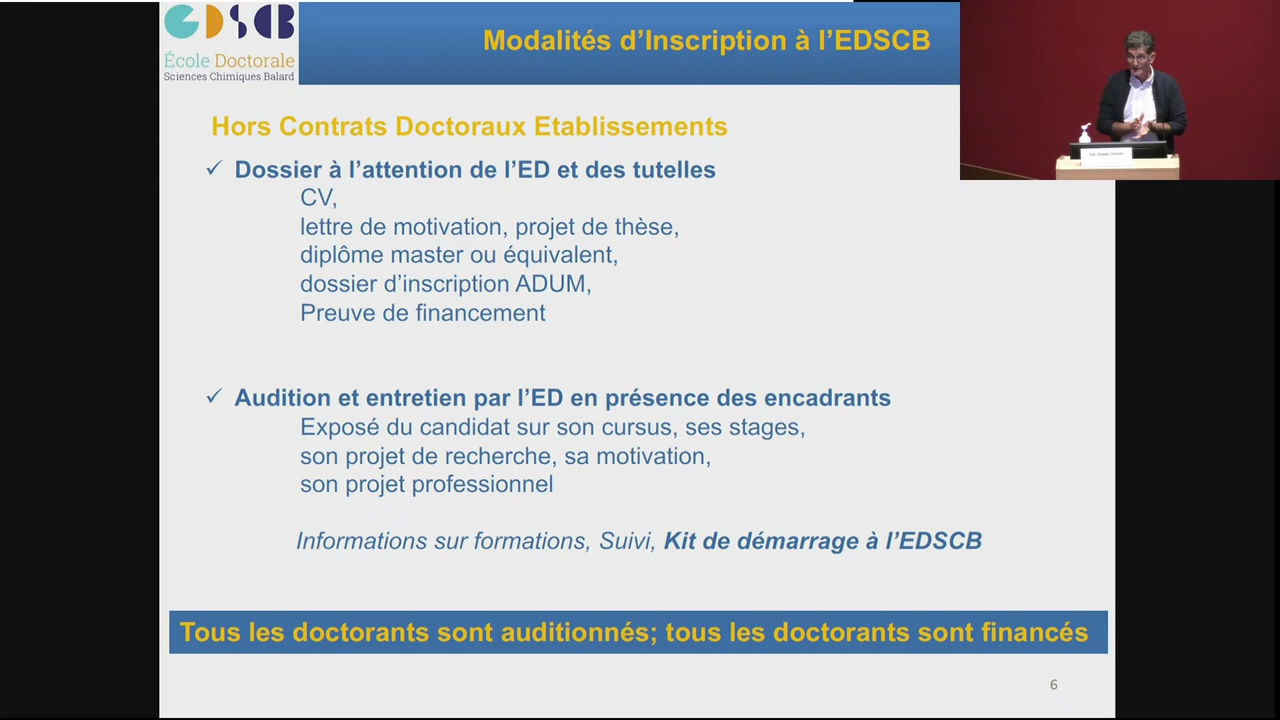 EDSCB
École Doctorale
Sciences Chimiques Balard
Modalités d’Inscription à l’EDSCB
Hors Contrats Doctoraux Etablissements
✓ Dossier à l’attention de l’ED et des tutelles
CV,
lettre de motivation, projet de thèse,
diplôme master ou équivalent,
dossier d’inscription ADUM,
Preuve de financement
✓ Audition et entretien par l’ED en présence des encadrants
Exposé du candidat sur son cursus, ses stages,
son projet de recherche, sa motivation,
son projet professionnel
Informations sur formations, Suivi, Kit de démarrage à l’EDSCB
Tous les doctorants sont auditionnés; tous les doctorants sont financés
6